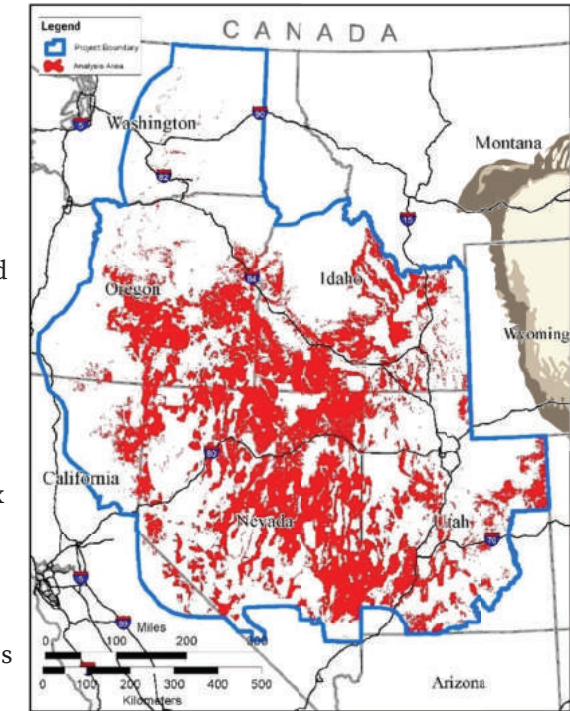 Legend
CANADA
Project Boundary
Analysis Area
Washington
90
5
82
Montana
15
d
84
Idaho
Oregon
Wyoming
80
California
x
Nevada
Utah
70
5
Miles
0 100 200 300
s
0 100 200 300 400 500
Kilometers
Arizona